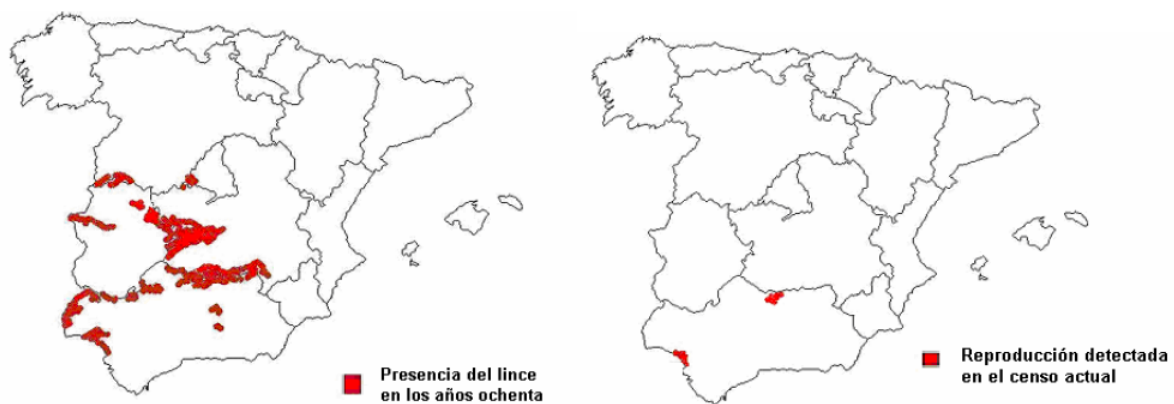 Presencia del lince
en los años ochenta
Reproducción detectada
en el censo actual